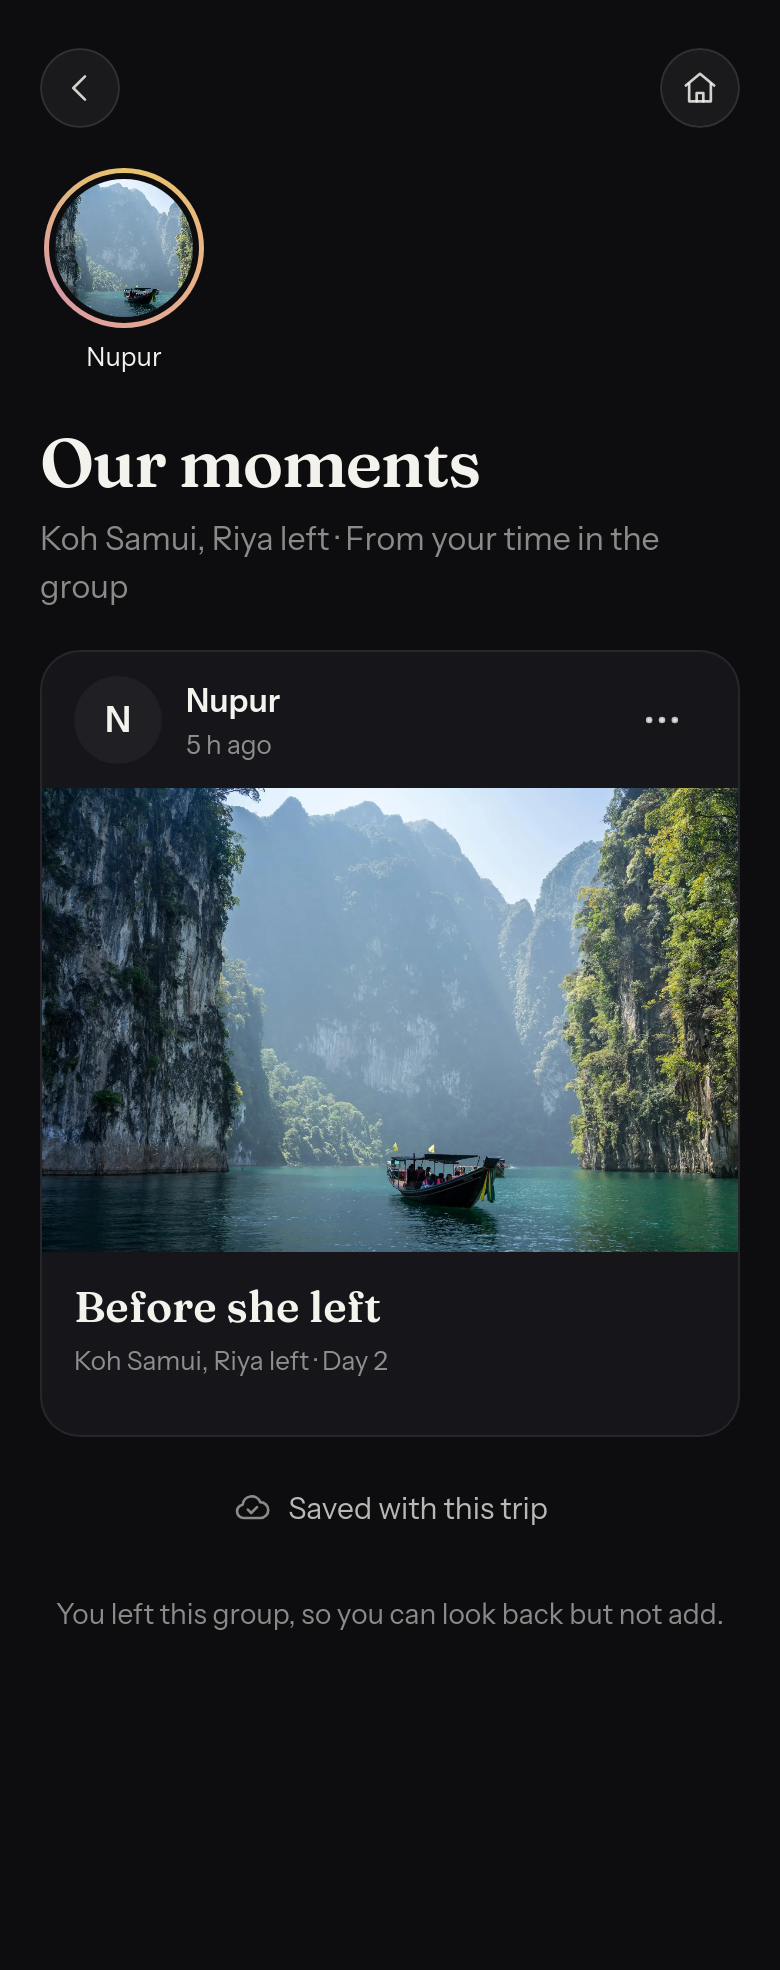 Nupur
Our moments
Koh Samui, Riya left · From your time in the
group
N
Nupur
5 h ago
Before she left
Koh Samui, Riya left · Day 2
Saved with this trip
You left this group, so you can look back but not add.